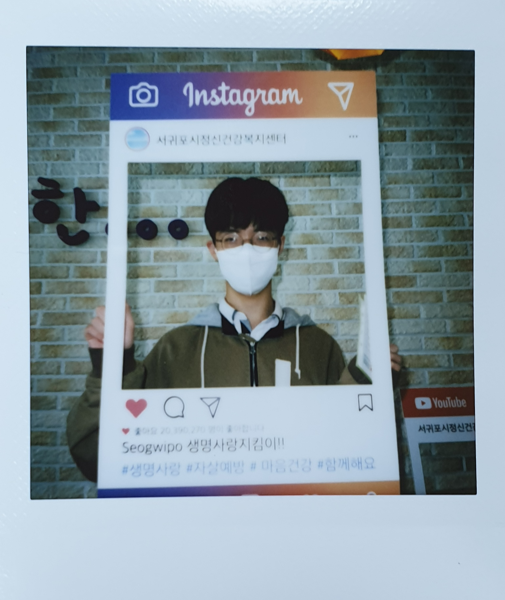 Instagram
서귀포시정신건강복지센터
한
Seogwipo 생명사랑지킴이!!
#생명사랑 #자살예방 # 마음건강 #함께해요
YouTube
서귀포시정신건